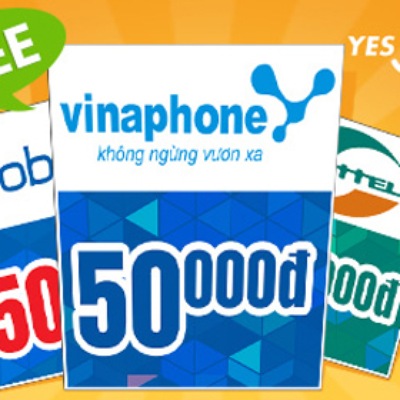 EE
YES
vinaphone
không ngừng vươn xa
ob
TTEL
50000đ
50
000đ